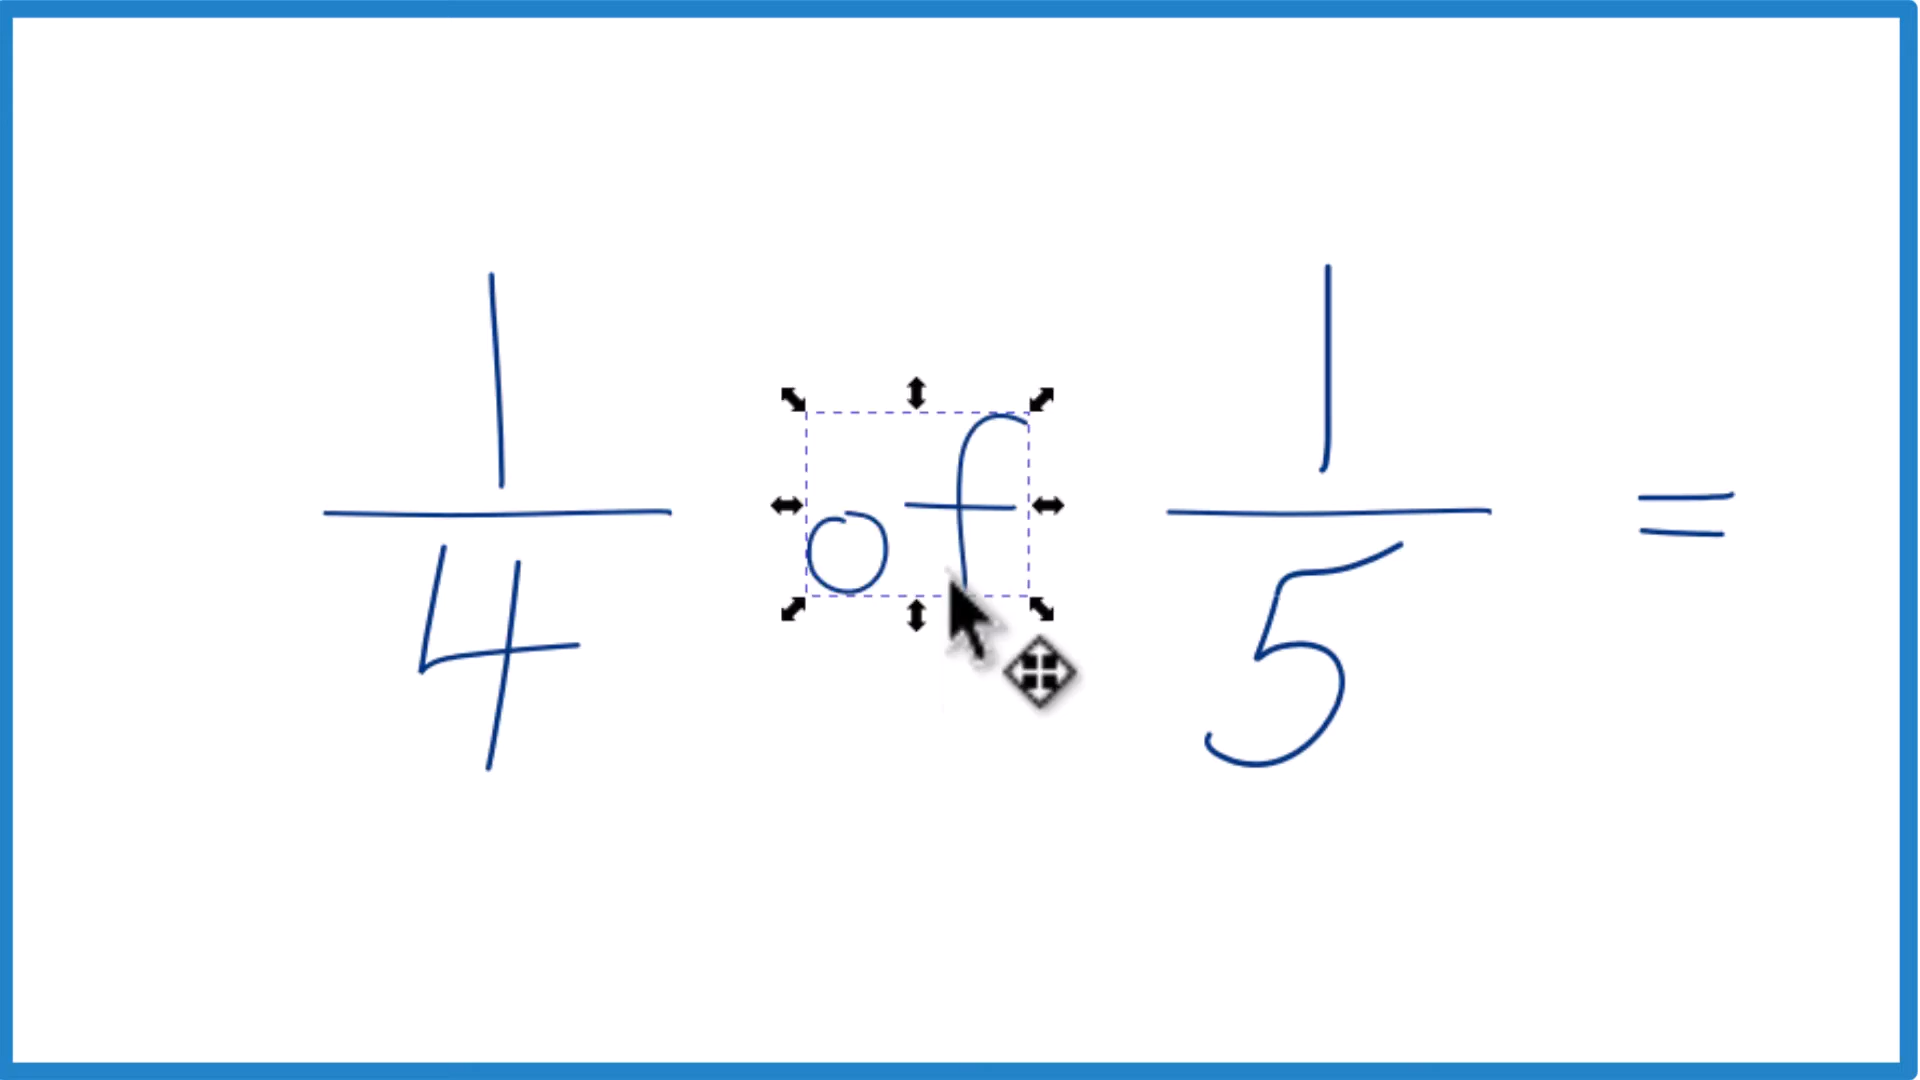 1/4 of 1/5 =